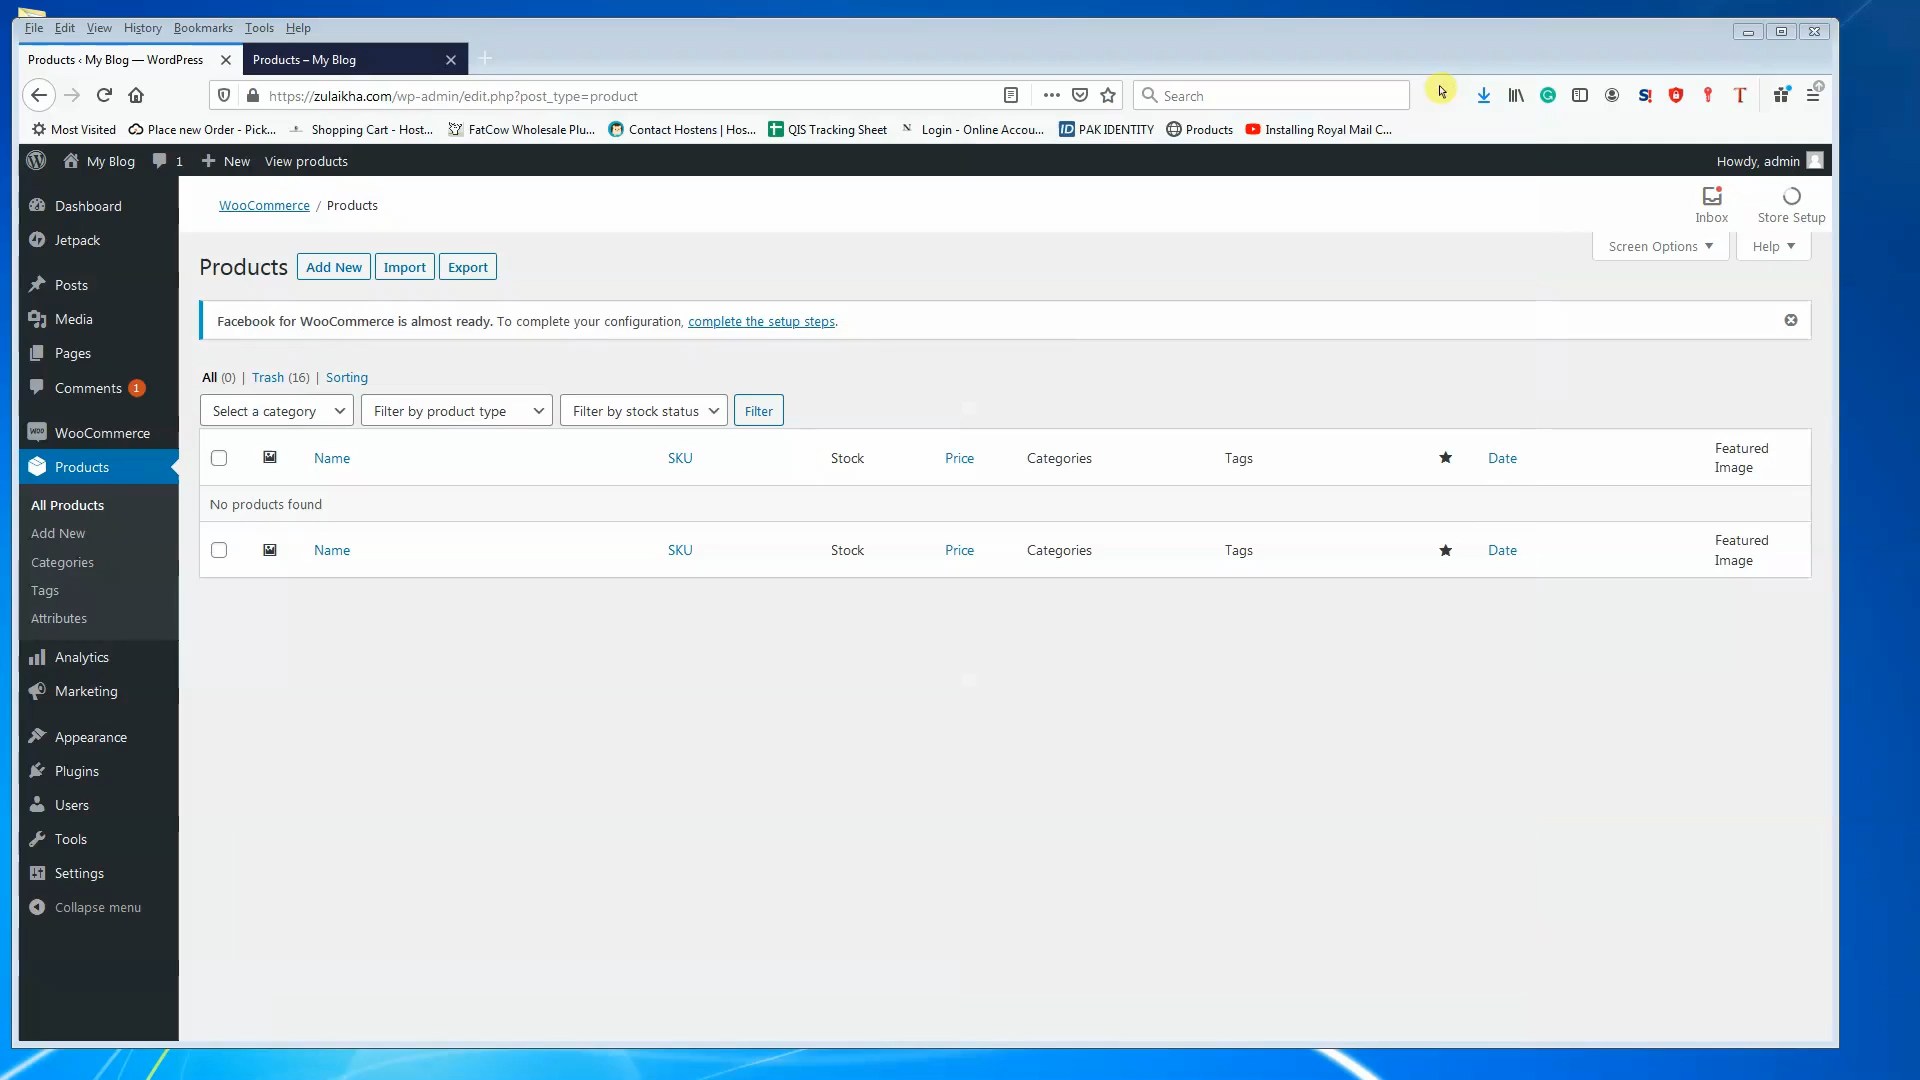 File Edit View History Bookmarks Tools Help
Products ‹ My Blog — WordPress
Products – My Blog
https://zulaikha.com/wp-admin/edit.php?post_type=product
Search
Most Visited
Place new Order - Pick...
Shopping Cart - Host...
FatCow Wholesale Plu...
Contact Hostens | Hos...
QIS Tracking Sheet
Login - Online Accou...
PAK IDENTITY
Products
Installing Royal Mail C...
My Blog 1 New View products
Howdy, admin
Dashboard
Jetpack
Posts
Media
Pages
Comments 1
WooCommerce
Products
All Products
Add New
Categories
Tags
Attributes
Analytics
Marketing
Appearance
Plugins
Users
Tools
Settings
Collapse menu
WooCommerce / Products
Inbox
Store Setup
Screen Options
Help
Products Add New Import Export
Facebook for WooCommerce is almost ready. To complete your configuration, complete the setup steps.
All (0) | Trash (16) | Sorting
Select a category Filter by product type Filter by stock status Filter
Name SKU Stock Price Categories Tags Date Featured Image
No products found
Name SKU Stock Price Categories Tags Date Featured Image